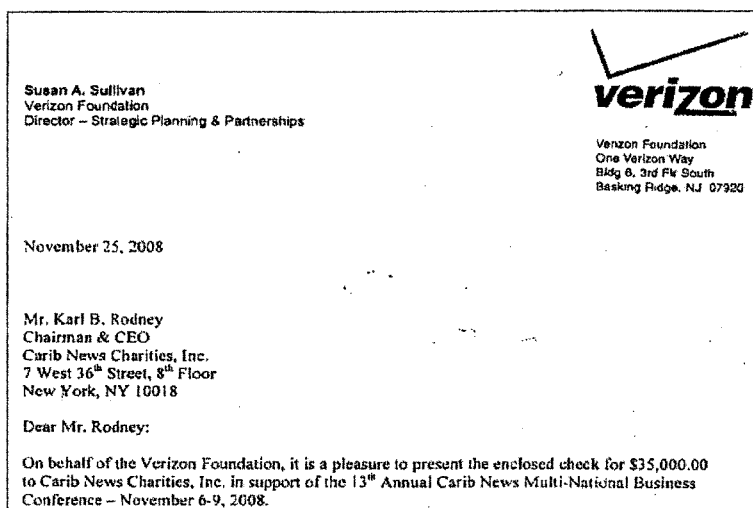 Susan A. Sullivan
Verizon Foundation
Director – Strategic Planning & Partnerships
verizon
Verizon Foundation
One Verizon Way
Bldg 6, 3rd Flr South
Basking Ridge, NJ 07920
November 25, 2008
Mr. Karl B. Rodney
Chairman & CEO
Carib News Charities, Inc.
7 West 36th Street, 8th Floor
New York, NY 10018
Dear Mr. Rodney:
On behalf of the Verizon Foundation, it is a pleasure to present the enclosed check for $35,000.00
to Carib News Charities, Inc. in support of the 13th Annual Carib News Multi-National Business
Conference – November 6-9, 2008.